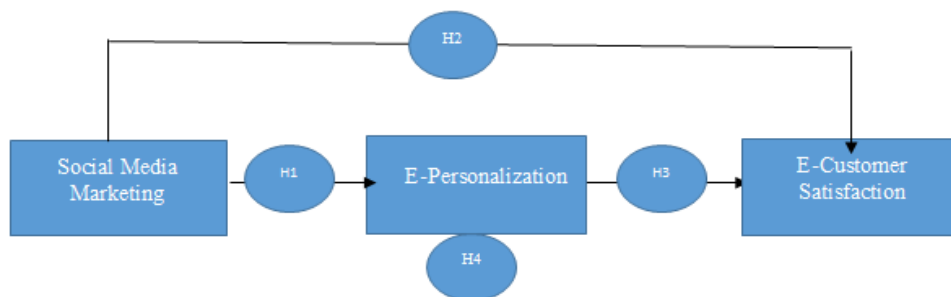 H2
Social Media
Marketing
H1
E-Personalization
H3
E-Customer
Satisfaction
H4